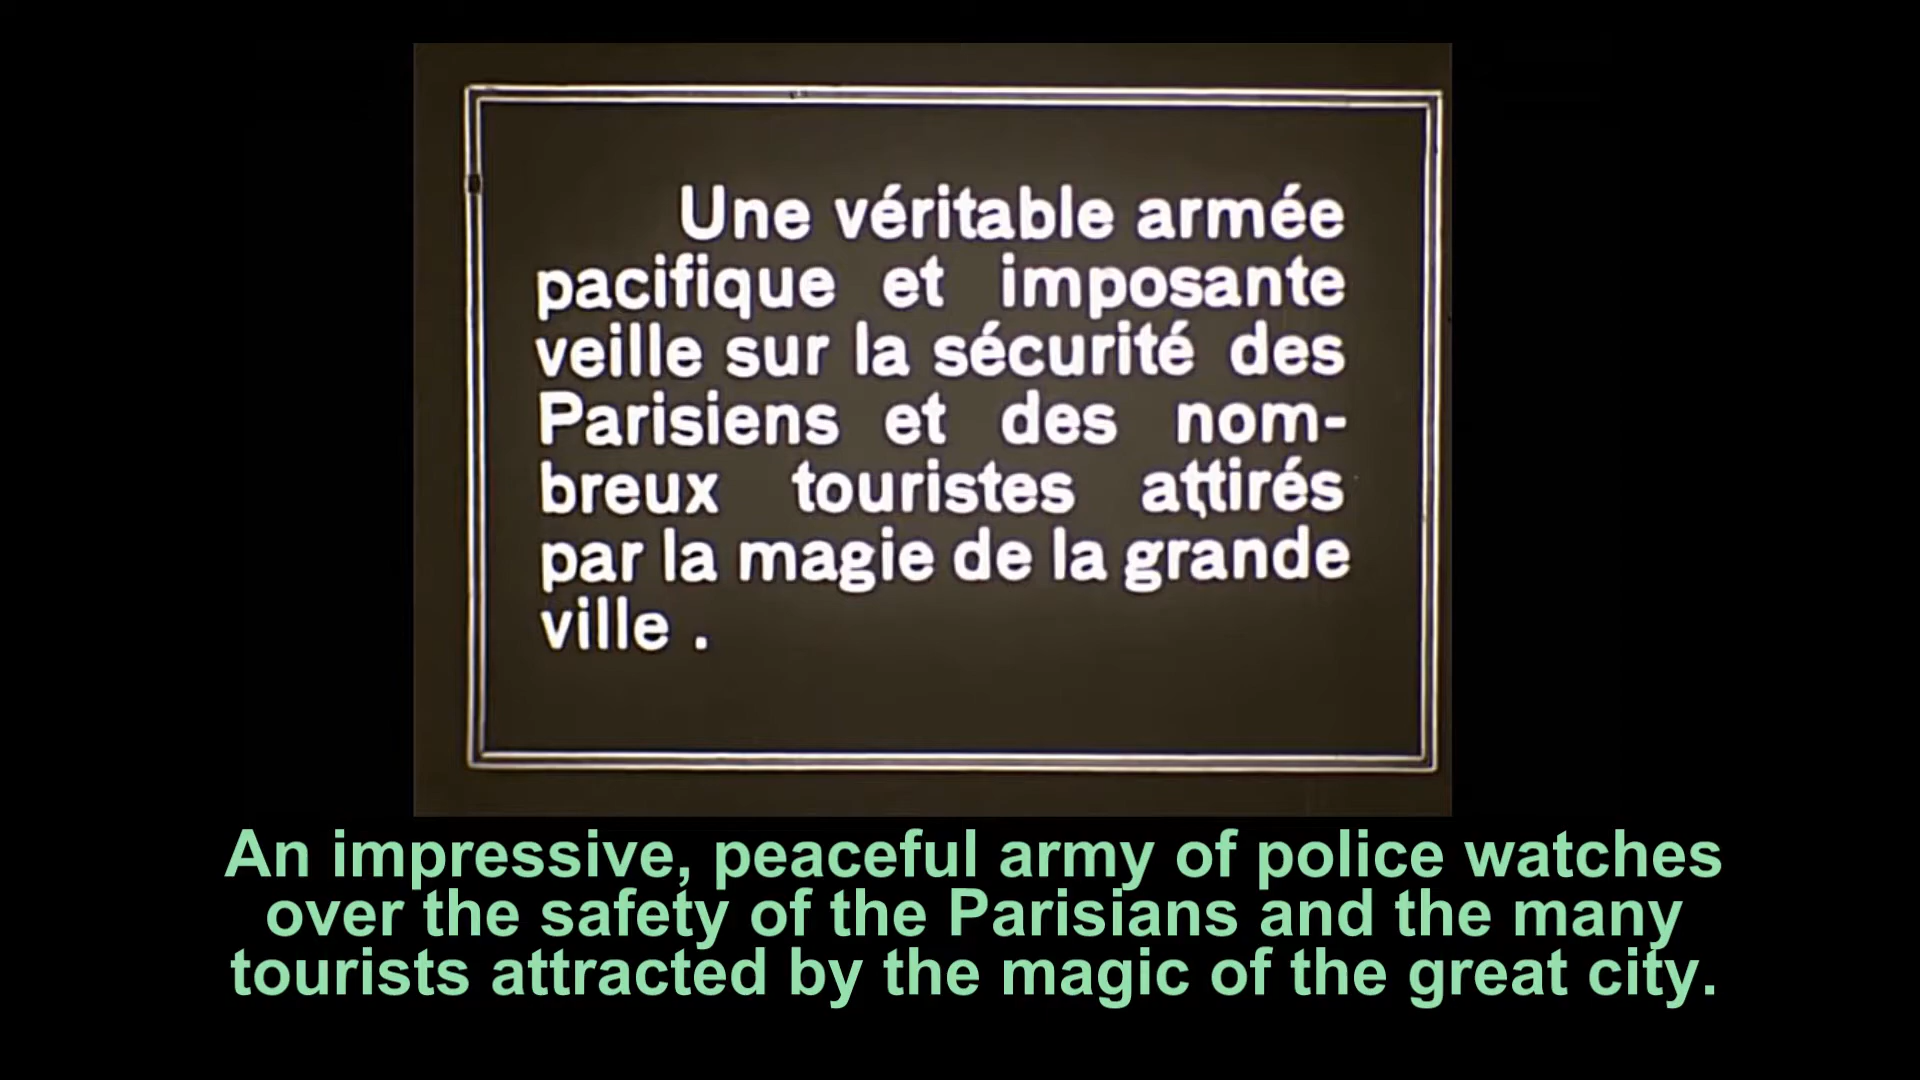 Une véritable armée
pacifique et imposante
veille sur la sécurité des
Parisiens et des nom-
breux touristes attirés
par la magie de la grande
ville .
An impressive, peaceful army of police watches
over the safety of the Parisians and the many
tourists attracted by the magic of the great city.